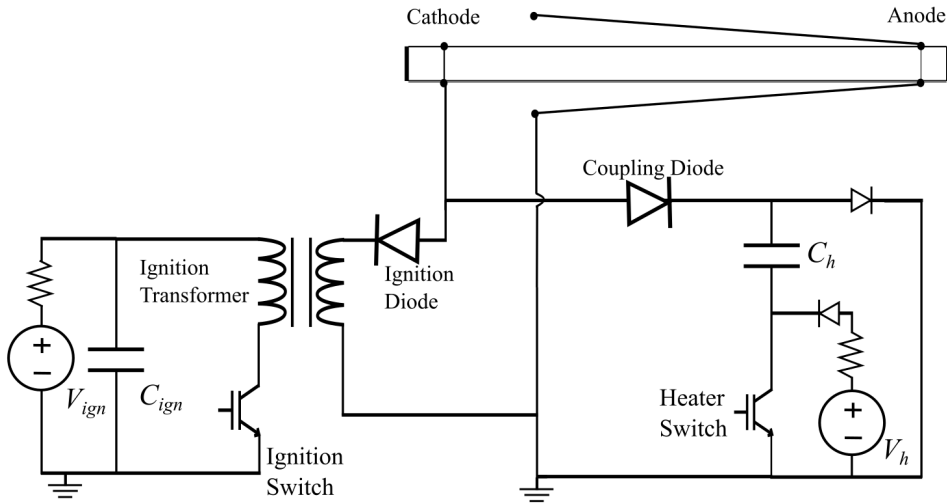 Cathode
Anode
Coupling Diode
Ignition
Transformer
Ignition
Diode
C_h
+
−
V_ign
C_ign
Heater
Switch
+
−
V_h
Ignition
Switch